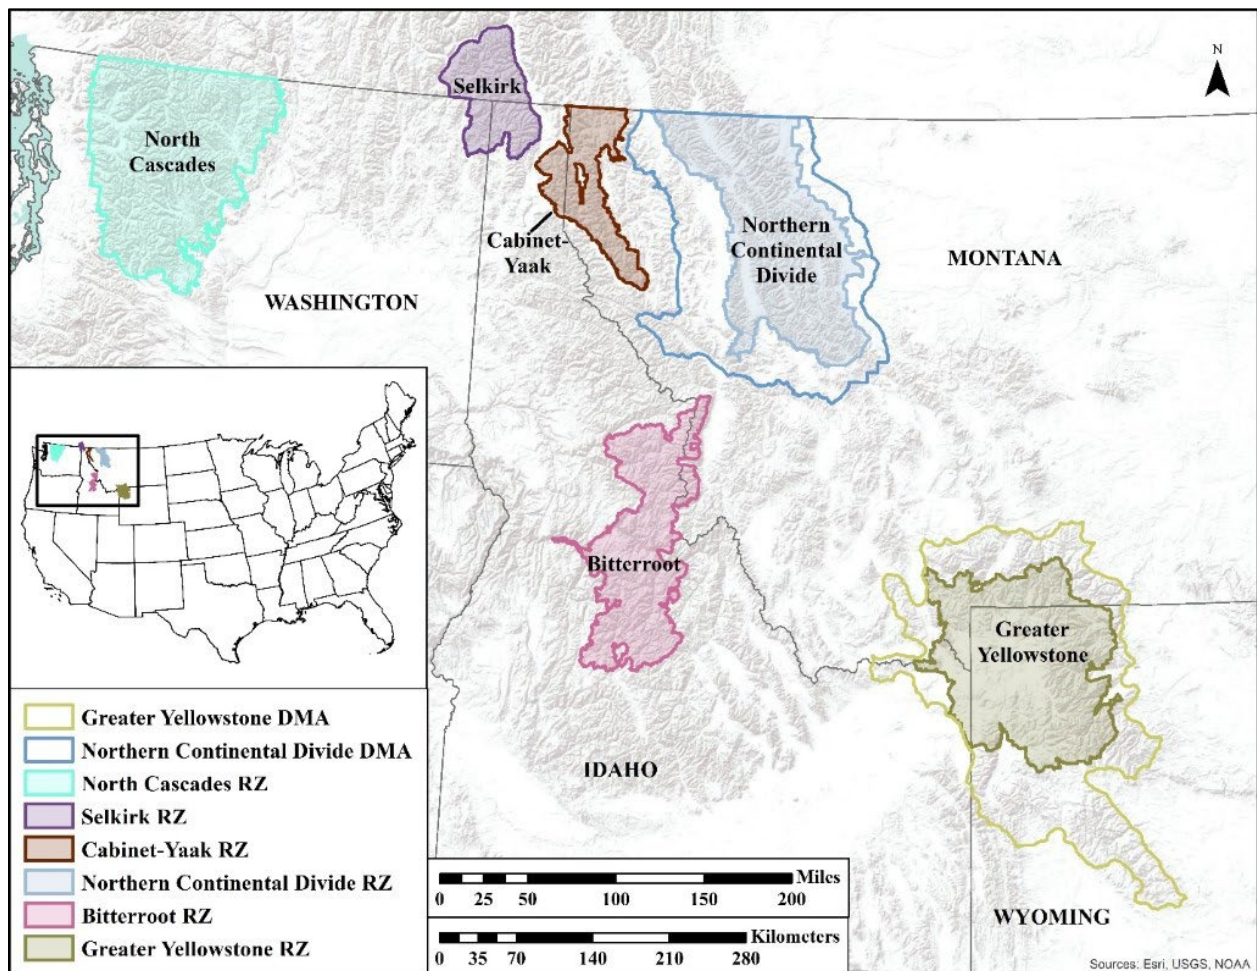 N
Selkirk
North
Cascades
Cabinet-
Yaak
Northern
Continental
Divide
MONTANA
WASHINGTON
Bitterroot
Greater
Yellowstone
IDAHO
WYOMING
Greater Yellowstone DMA
Northern Continental Divide DMA
North Cascades RZ
Selkirk RZ
Cabinet-Yaak RZ
Northern Continental Divide RZ
Bitterroot RZ
Greater Yellowstone RZ
Miles
0 25 50 100 150 200
Kilometers
0 35 70 140 210 280
Sources: Esri, USGS, NOAA